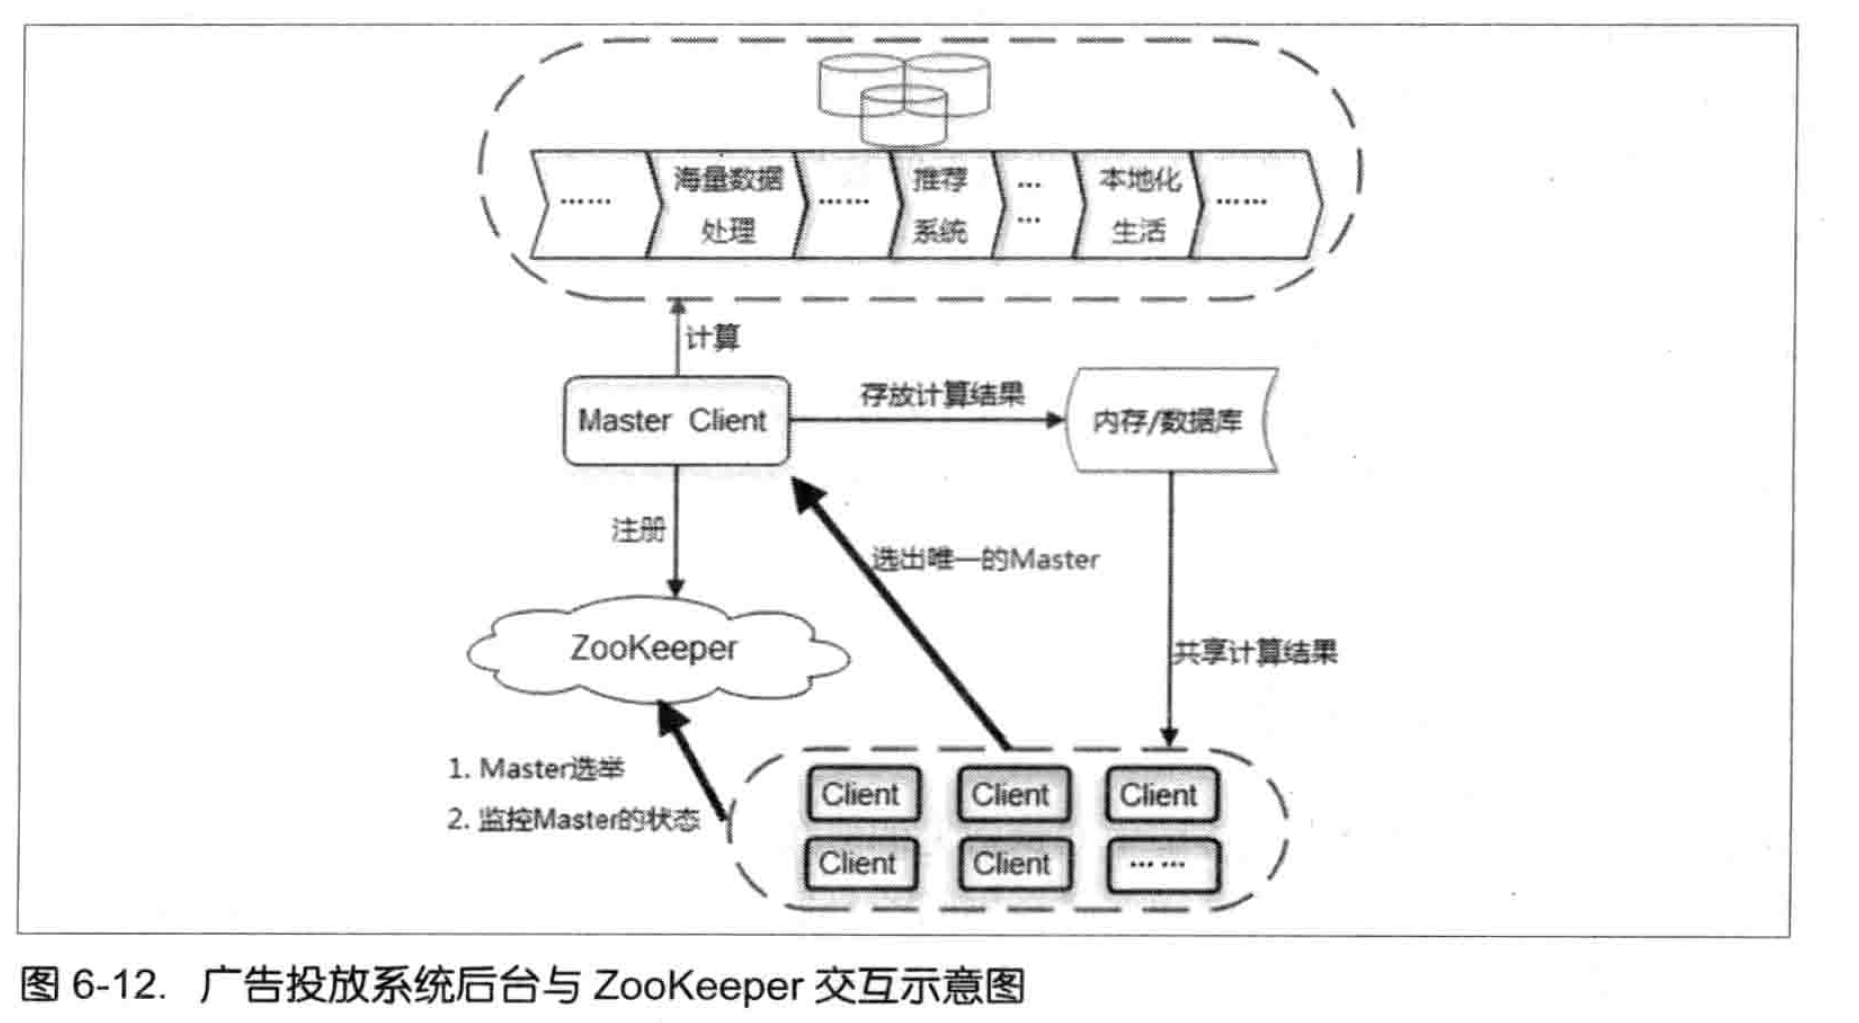 ……
海量数据
处理
……
推荐
系统
…
…
本地化
生活
……
计算
Master Client
存放计算结果
内存/数据库
注册
选出唯一的Master
ZooKeeper
共享计算结果
1. Master选举
2. 监控Master的状态
Client
Client
Client
Client
Client
……
图 6-12. 广告投放系统后台与 ZooKeeper 交互示意图